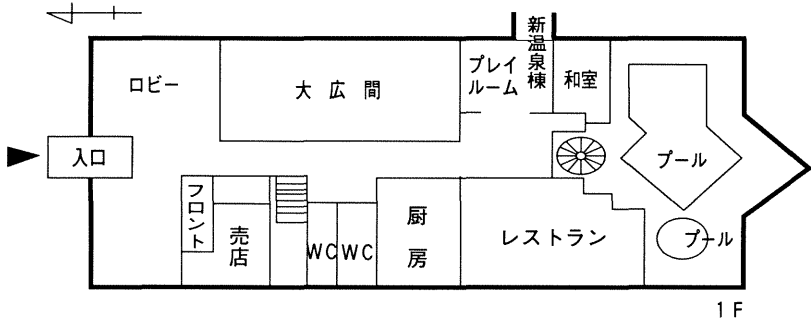 新温泉棟
ロビー
大広間
プレイ
ルーム
和室
入口
プール
フロント
売店
WC
WC
厨房
レストラン
プール
1F